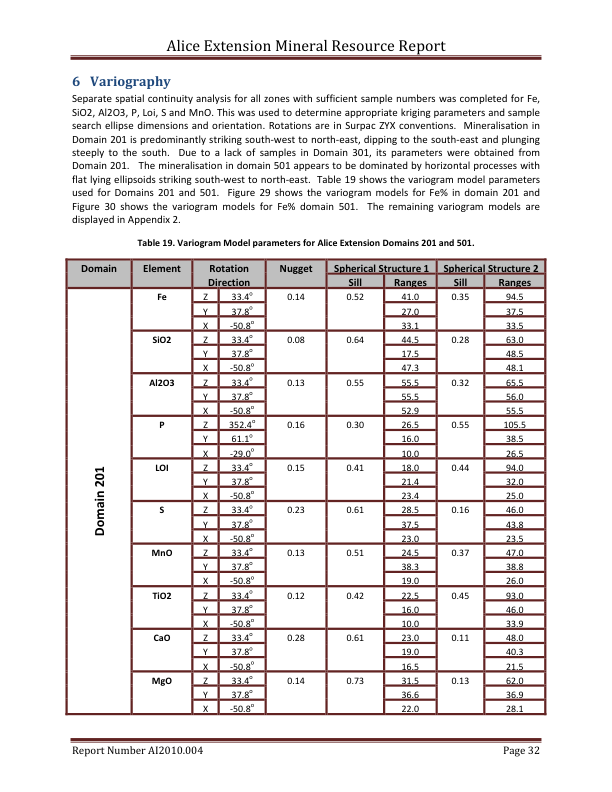 Alice Extension Mineral Resource Report
6 Variography
Separate spatial continuity analysis for all zones with sufficient sample numbers was completed for Fe,
SiO2, Al2O3, P, Loi, S and MnO. This was used to determine appropriate kriging parameters and sample
search ellipse dimensions and orientation. Rotations are in Surpac ZYX conventions. Mineralisation in
Domain 201 is predominantly striking south-west to north-east, dipping to the south-east and plunging
steeply to the south. Due to a lack of samples in Domain 301, its parameters were obtained from
Domain 201. The mineralisation in domain 501 appears to be dominated by horizontal processes with
flat lying ellipsoids striking south-west to north-east. Table 19 shows the variogram model parameters
used for Domains 201 and 501. Figure 29 shows the variogram models for Fe% in domain 201 and
Figure 30 shows the variogram models for Fe% domain 501. The remaining variogram models are
displayed in Appendix 2.
Table 19. Variogram Model parameters for Alice Extension Domains 201 and 501.
Domain Element Rotation Nugget Spherical Structure 1 Spherical Structure 2
Direction Sill Ranges Sill Ranges
Domain 201
Fe Z 33.4° 0.14 0.52 41.0 0.35 94.5
Y 37.8° 27.0 37.5
X -50.8° 33.1 33.5
SiO2 Z 33.4° 0.08 0.64 44.5 0.28 63.0
Y 37.8° 17.5 48.5
X -50.8° 47.3 48.1
Al2O3 Z 33.4° 0.13 0.55 55.5 0.32 65.5
Y 37.8° 55.5 56.0
X -50.8° 52.9 55.5
P Z 352.4° 0.16 0.30 26.5 0.55 105.5
Y 61.1° 16.0 38.5
X -29.0° 10.0 26.5
LOI Z 33.4° 0.15 0.41 18.0 0.44 94.0
Y 37.8° 21.4 32.0
X -50.8° 23.4 25.0
S Z 33.4° 0.23 0.61 28.5 0.16 46.0
Y 37.8° 37.5 43.8
X -50.8° 23.0 23.5
MnO Z 33.4° 0.13 0.51 24.5 0.37 47.0
Y 37.8° 38.3 38.8
X -50.8° 19.0 26.0
TiO2 Z 33.4° 0.12 0.42 22.5 0.45 93.0
Y 37.8° 16.0 46.0
X -50.8° 10.0 33.9
CaO Z 33.4° 0.28 0.61 23.0 0.11 48.0
Y 37.8° 19.0 40.3
X -50.8° 16.5 21.5
MgO Z 33.4° 0.14 0.73 31.5 0.13 62.0
Y 37.8° 36.6 36.9
X -50.8° 22.0 28.1
Report Number AI2010.004 Page 32